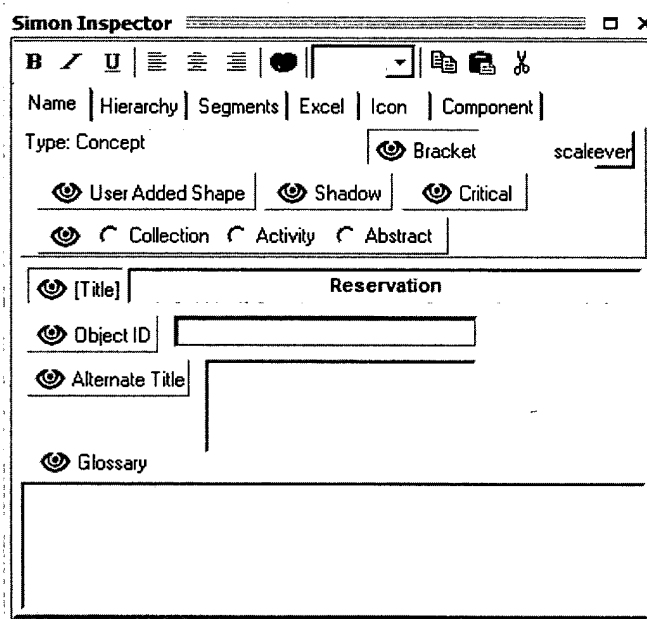 Simon Inspector
B I U
Name Hierarchy Segments Excel Icon Component
Type: Concept Bracket scaleever
User Added Shape Shadow Critical
Collection Activity Abstract
[Title] Reservation
Object ID
Alternate Title
Glossary